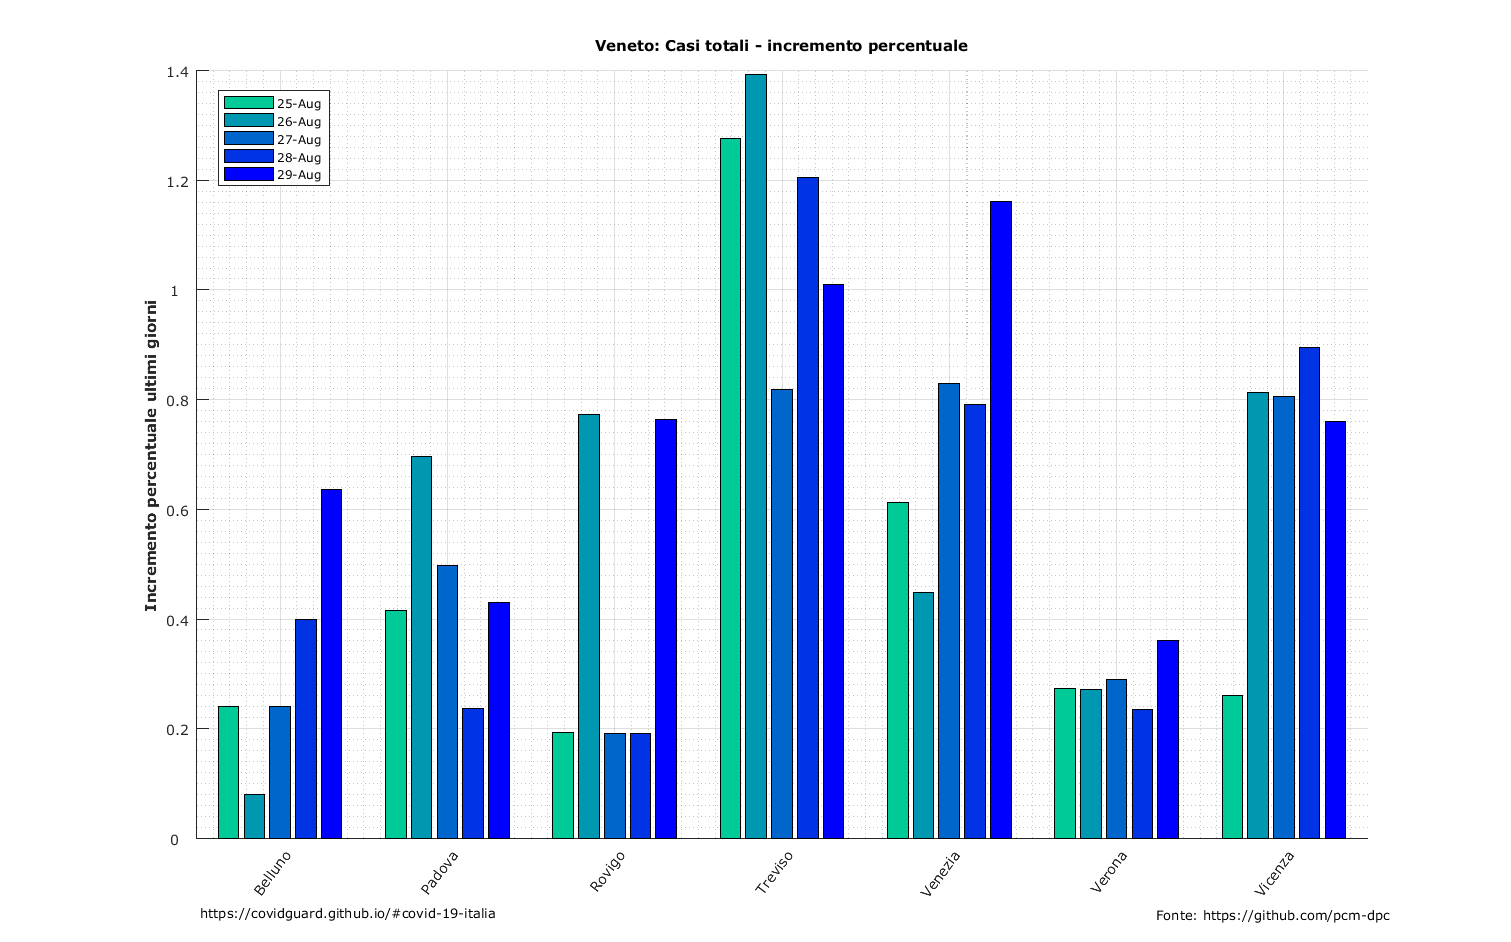 Veneto: Casi totali - incremento percentuale
1.4
1.2
1
0.8
0.6
0.4
0.2
0
Incremento percentuale ultimi giorni
25-Aug
26-Aug
27-Aug
28-Aug
29-Aug
Belluno
Padova
Rovigo
Treviso
Venezia
Verona
Vicenza
https://covidguard.github.io/#covid-19-italia
Fonte: https://github.com/pcm-dpc